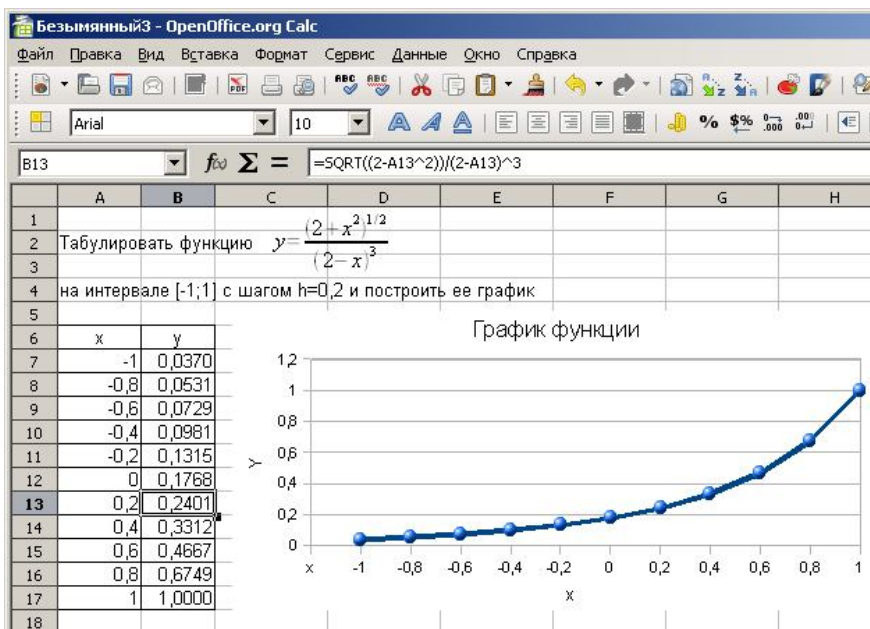 Безымянный3 - OpenOffice.org Calc
Файл Правка Вид Вставка Формат Сервис Данные Окно Справка
PDF ABC ABC
Arial 10 % $%
B13 f(x) Σ = =SQRT((2-A13^2))/(2-A13)^3
A B C D E F G H
1
2 Табулировать функцию y=(2+x²)^1/2/(2-x)³
3
4 на интервале [-1;1] с шагом h=0,2 и построить ее график
5
6 x y
7 -1 0,0370
8 -0,8 0,0531
9 -0,6 0,0729
10 -0,4 0,0981
11 -0,2 0,1315
12 0 0,1768
13 0,2 0,2401
14 0,4 0,3312
15 0,6 0,4667
16 0,8 0,6749
17 1 1,0000
18
График функции
1,2
1
0,8
0,6
0,4
0,2
0
Y
x -1 -0,8 -0,6 -0,4 -0,2 0 0,2 0,4 0,6 0,8 1
x